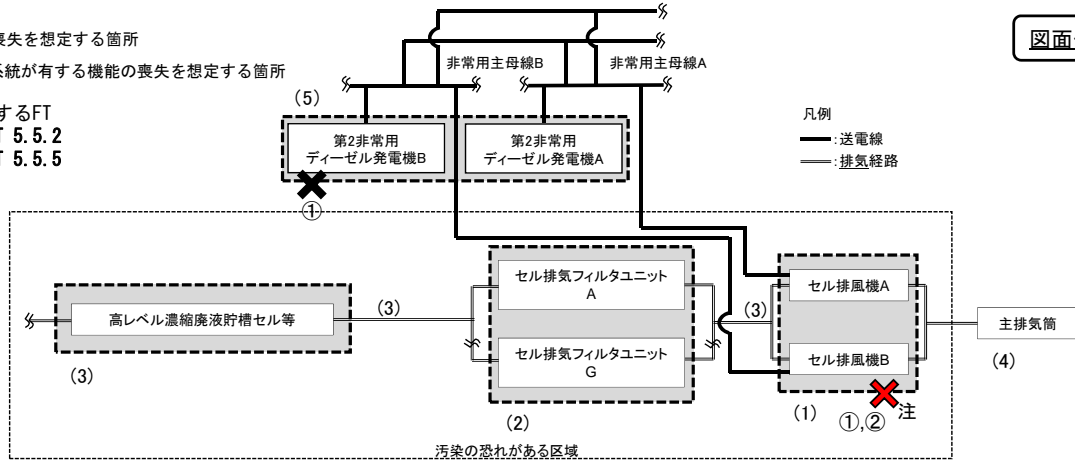 喪失を想定する箇所
系統が有する機能の喪失を想定する箇所
するFT
5.5.2
5.5.5
図面
非常用主母線B
非常用主母線A
(5)
第2非常用
ディーゼル発電機B
第2非常用
ディーゼル発電機A
①
凡例
:送電線
:排気経路
高レベル濃縮廃液貯槽セル等
(3)
(3)
セル排気フィルタユニット
A
セル排気フィルタユニット
G
(2)
(3)
セル排風機A
セル排風機B
(1)
①,②
注
主排気筒
(4)
汚染の恐れがある区域